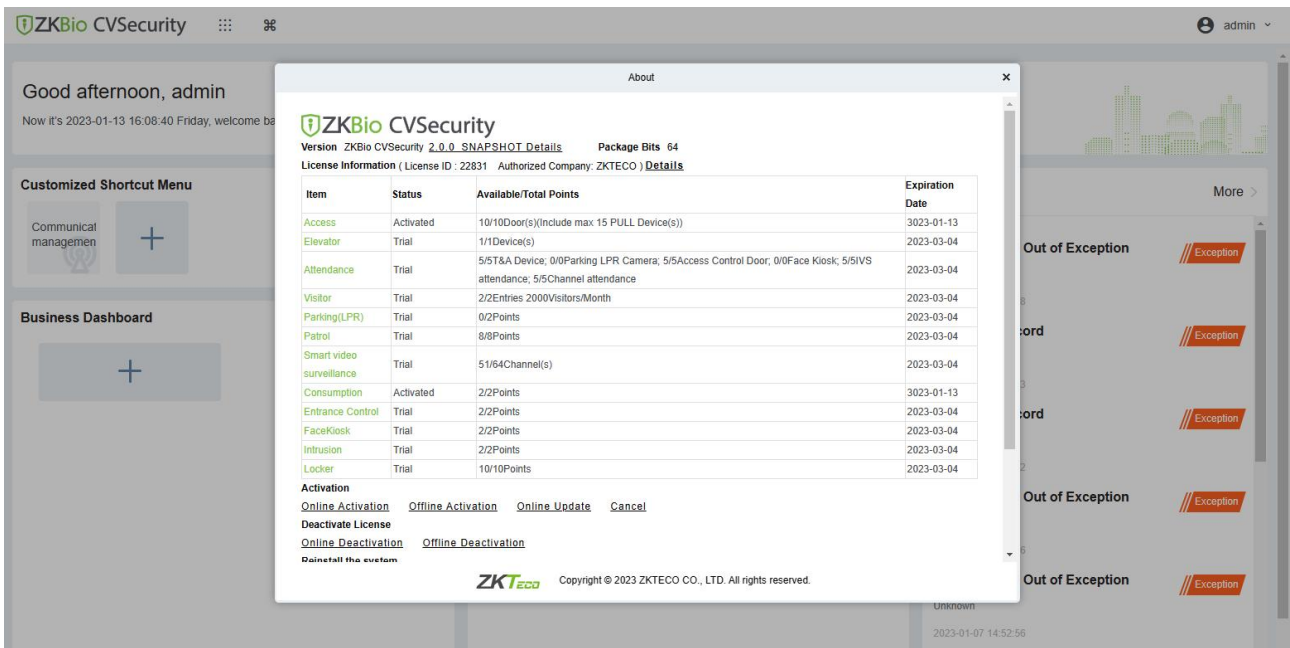 ZKBio CVSecurity
admin
Good afternoon, admin
Now it's 2023-01-13 16:08:40 Friday, welcome ba
Customized Shortcut Menu
Communicat
managemen
Business Dashboard
About
ZKBio CVSecurity
Version ZKBio CVSecurity 2.0.0_SNAPSHOT Details Package Bits 64
License Information ( License ID : 22831 Authorized Company: ZKTECO ) Details
Item Status Available/Total Points Expiration Date
Access Activated 10/10Door(s)(Include max 15 PULL Device(s)) 3023-01-13
Elevator Trial 1/1Device(s) 2023-03-04
Attendance Trial 5/5T&A Device; 0/0Parking LPR Camera; 5/5Access Control Door; 0/0Face Kiosk; 5/5IVS
attendance; 5/5Channel attendance 2023-03-04
Visitor Trial 2/2Entries 2000Visitors/Month 2023-03-04
Parking(LPR) Trial 0/2Points 2023-03-04
Patrol Trial 8/8Points 2023-03-04
Smart video
surveillance Trial 51/64Channel(s) 2023-03-04
Consumption Activated 2/2Points 3023-01-13
Entrance Control Trial 2/2Points 2023-03-04
FaceKiosk Trial 2/2Points 2023-03-04
Intrusion Trial 2/2Points 2023-03-04
Locker Trial 10/10Points 2023-03-04
Activation
Online Activation Offline Activation Online Update Cancel
Deactivate License
Online Deactivation Offline Deactivation
Reinstall the system
ZKTECO Copyright © 2023 ZKTECO CO., LTD. All rights reserved.
More
Out of Exception
Exception
8
cord
Exception
3
cord
Exception
2
Out of Exception
Exception
6
Out of Exception
Exception
Unknown
2023-01-07 14:52:56